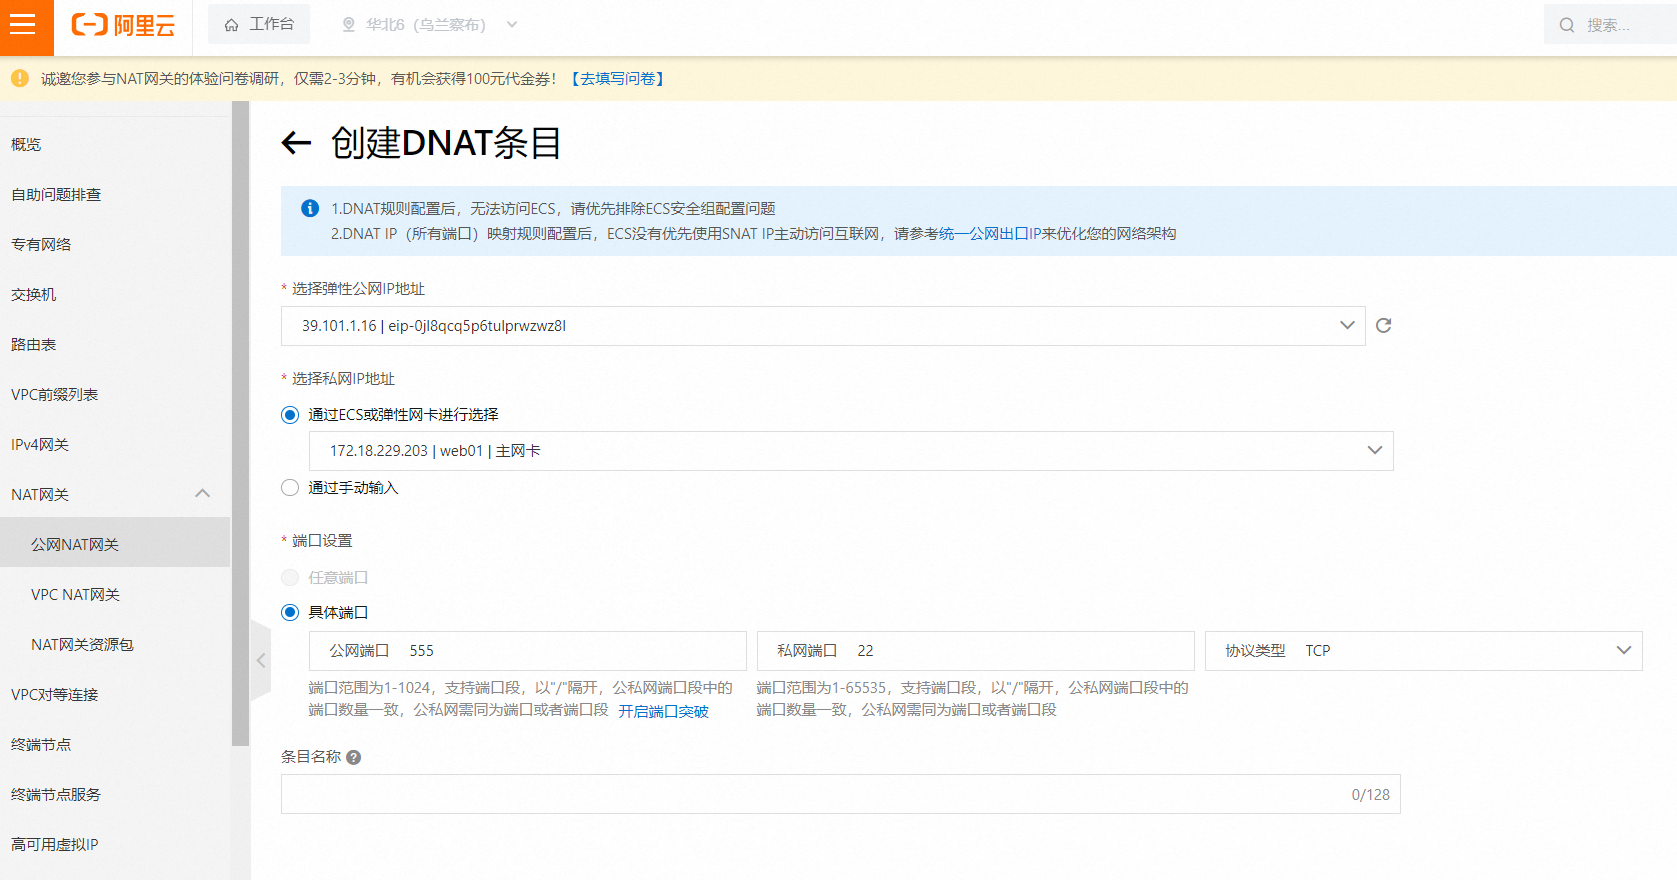 阿里云
工作台
华北6（乌兰察布）
搜索...
诚邀您参与NAT网关的体验问卷调研，仅需2-3分钟，有机会获得100元代金券！【去填写问卷】
概览
自助问题排查
专有网络
交换机
路由表
VPC前缀列表
IPv4网关
NAT网关
公网NAT网关
VPC NAT网关
NAT网关资源包
VPC对等连接
终端节点
终端节点服务
高可用虚拟IP
创建DNAT条目
1.DNAT规则配置后，无法访问ECS，请优先排除ECS安全组配置问题
2.DNAT IP（所有端口）映射规则配置后，ECS没有优先使用SNAT IP主动访问互联网，请参考统一公网出口IP来优化您的网络架构
* 选择弹性公网IP地址
39.101.1.16 | eip-0jl8qcq5p6tulprwzwz8l
* 选择私网IP地址
通过ECS或弹性网卡进行选择
172.18.229.203 | web01 | 主网卡
通过手动输入
* 端口设置
任意端口
具体端口
公网端口 555
私网端口 22
协议类型 TCP
端口范围为1-1024，支持端口段，以"/"隔开，公私网端口段中的
端口数量一致，公私网需同为端口或者端口段 开启端口突破
端口范围为1-65535，支持端口段，以"/"隔开，公私网端口段中的
端口数量一致，公私网需同为端口或者端口段
条目名称
0/128